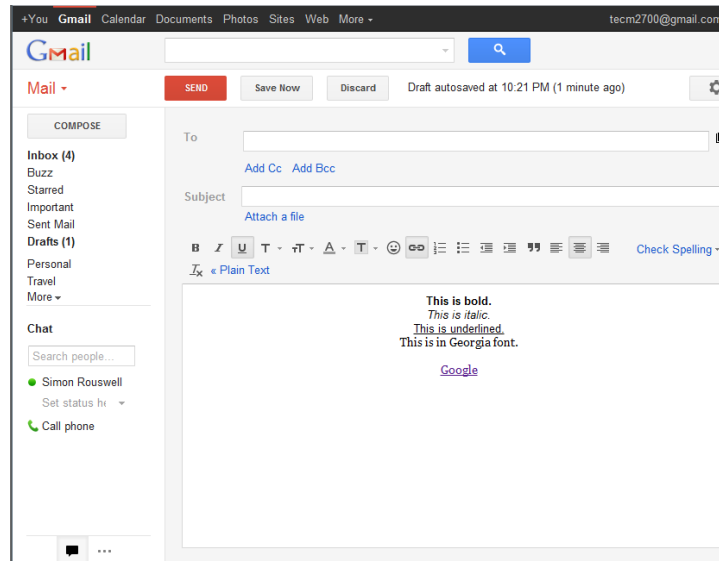 +You Gmail Calendar Documents Photos Sites Web More tecm2700@gmail.com
Gmail
Mail SEND Save Now Discard Draft autosaved at 10:21 PM (1 minute ago)
COMPOSE
Inbox (4)
Buzz
Starred
Important
Sent Mail
Drafts (1)
Personal
Travel
More
Chat
Search people...
Simon Rouswell
Set status he
Call phone
To
Add Cc Add Bcc
Subject
Attach a file
B I U T TT A T Check Spelling
Tx « Plain Text
This is bold.
This is italic.
This is underlined.
This is in Georgia font.
Google